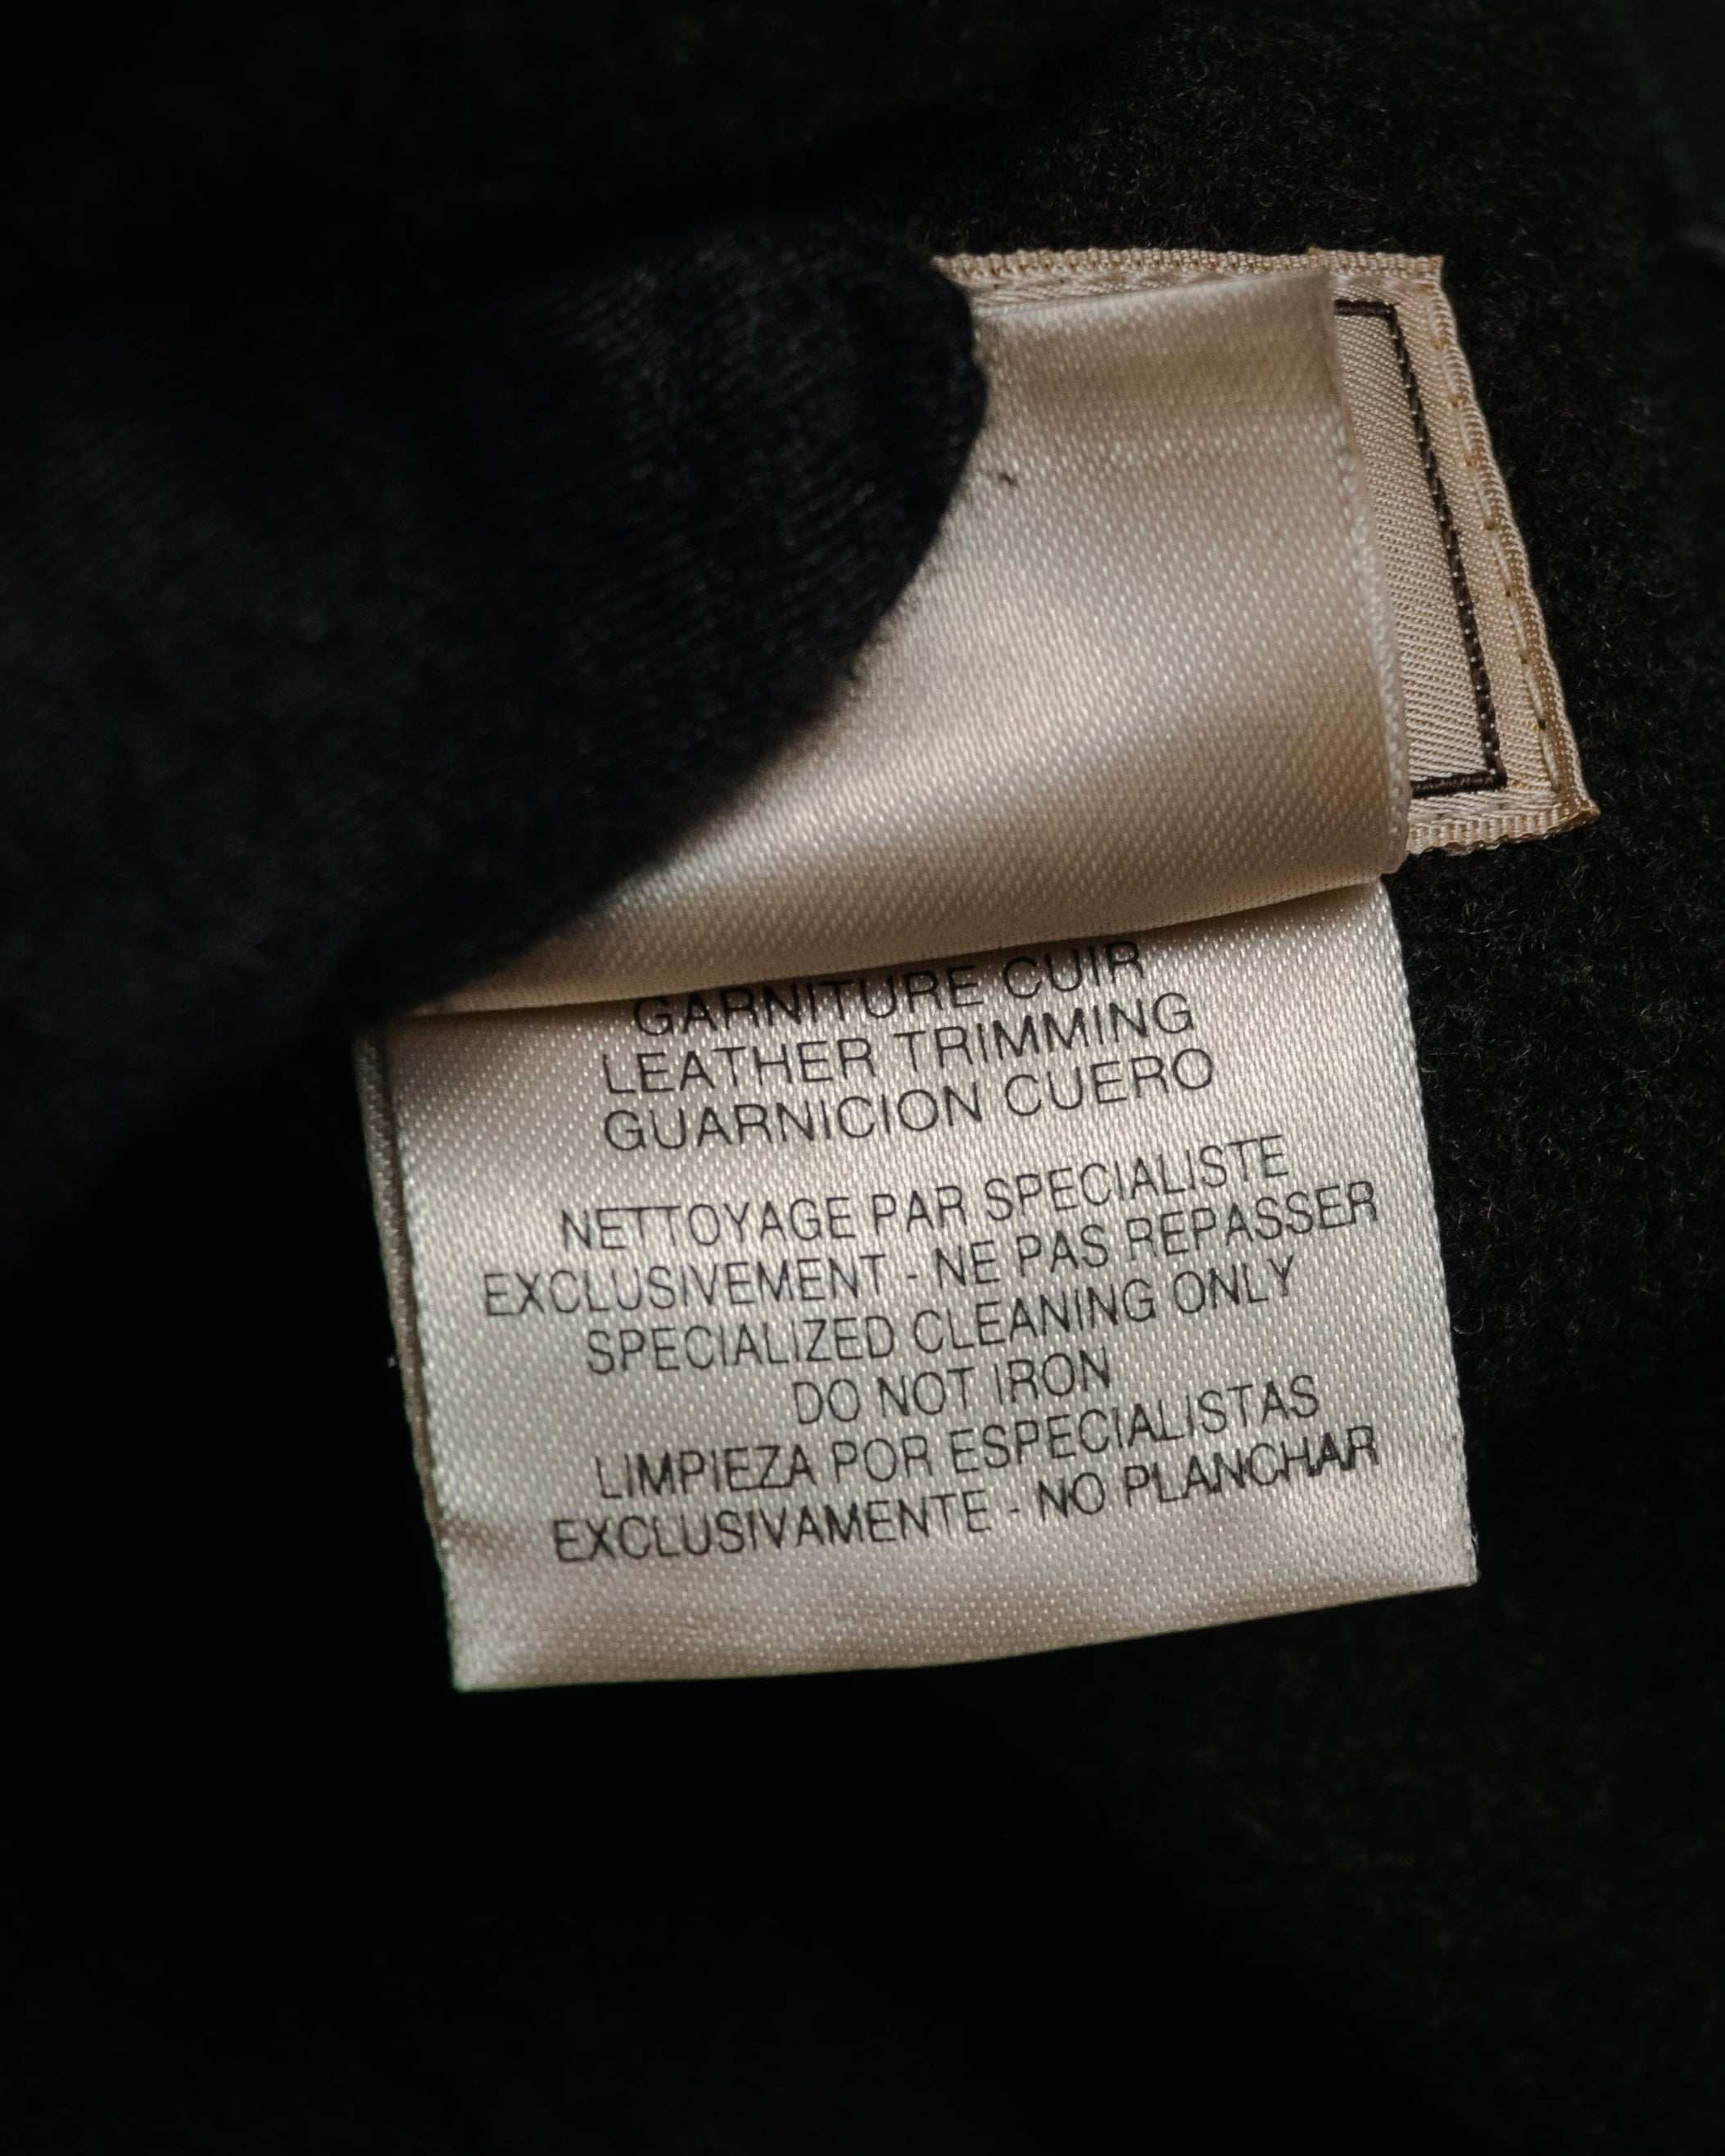 GARNITURE CUIR
LEATHER TRIMMING
GUARNICION CUERO
NETTOYAGE PAR SPECIALISTE
EXCLUSIVEMENT - NE PAS REPASSER
SPECIALIZED CLEANING ONLY
DO NOT IRON
LIMPIEZA POR ESPECIALISTAS
EXCLUSIVAMENTE - NO PLANCHAR